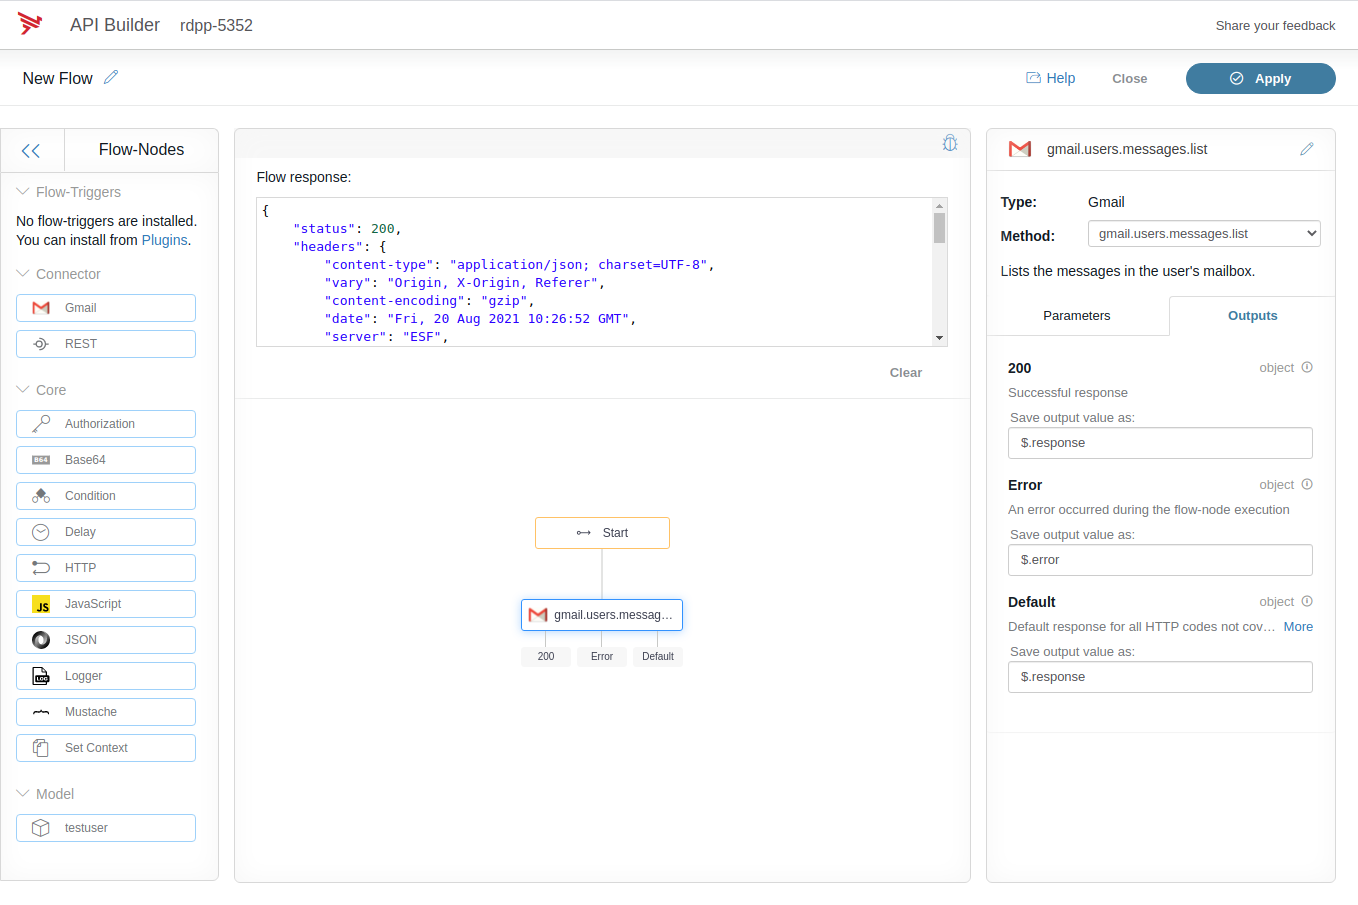 API Builder rdpp-5352 Share your feedback
New Flow Help Close Apply
Flow-Nodes
Flow-Triggers
No flow-triggers are installed.
You can install from Plugins.
Connector
Gmail
REST
Core
Authorization
B64 Base64
Condition
Delay
HTTP
JS JavaScript
JSON
LOG Logger
Mustache
Set Context
Model
testuser
Flow response:
{
"status": 200,
"headers": {
"content-type": "application/json; charset=UTF-8",
"vary": "Origin, X-Origin, Referer",
"content-encoding": "gzip",
"date": "Fri, 20 Aug 2021 10:26:52 GMT",
"server": "ESF",
Clear
Start
gmail.users.messag...
200 Error Default
gmail.users.messages.list
Type: Gmail
Method: gmail.users.messages.list
Lists the messages in the user's mailbox.
Parameters Outputs
200 object
Successful response
Save output value as:
$.response
Error object
An error occurred during the flow-node execution
Save output value as:
$.error
Default object
Default response for all HTTP codes not cov... More
Save output value as:
$.response